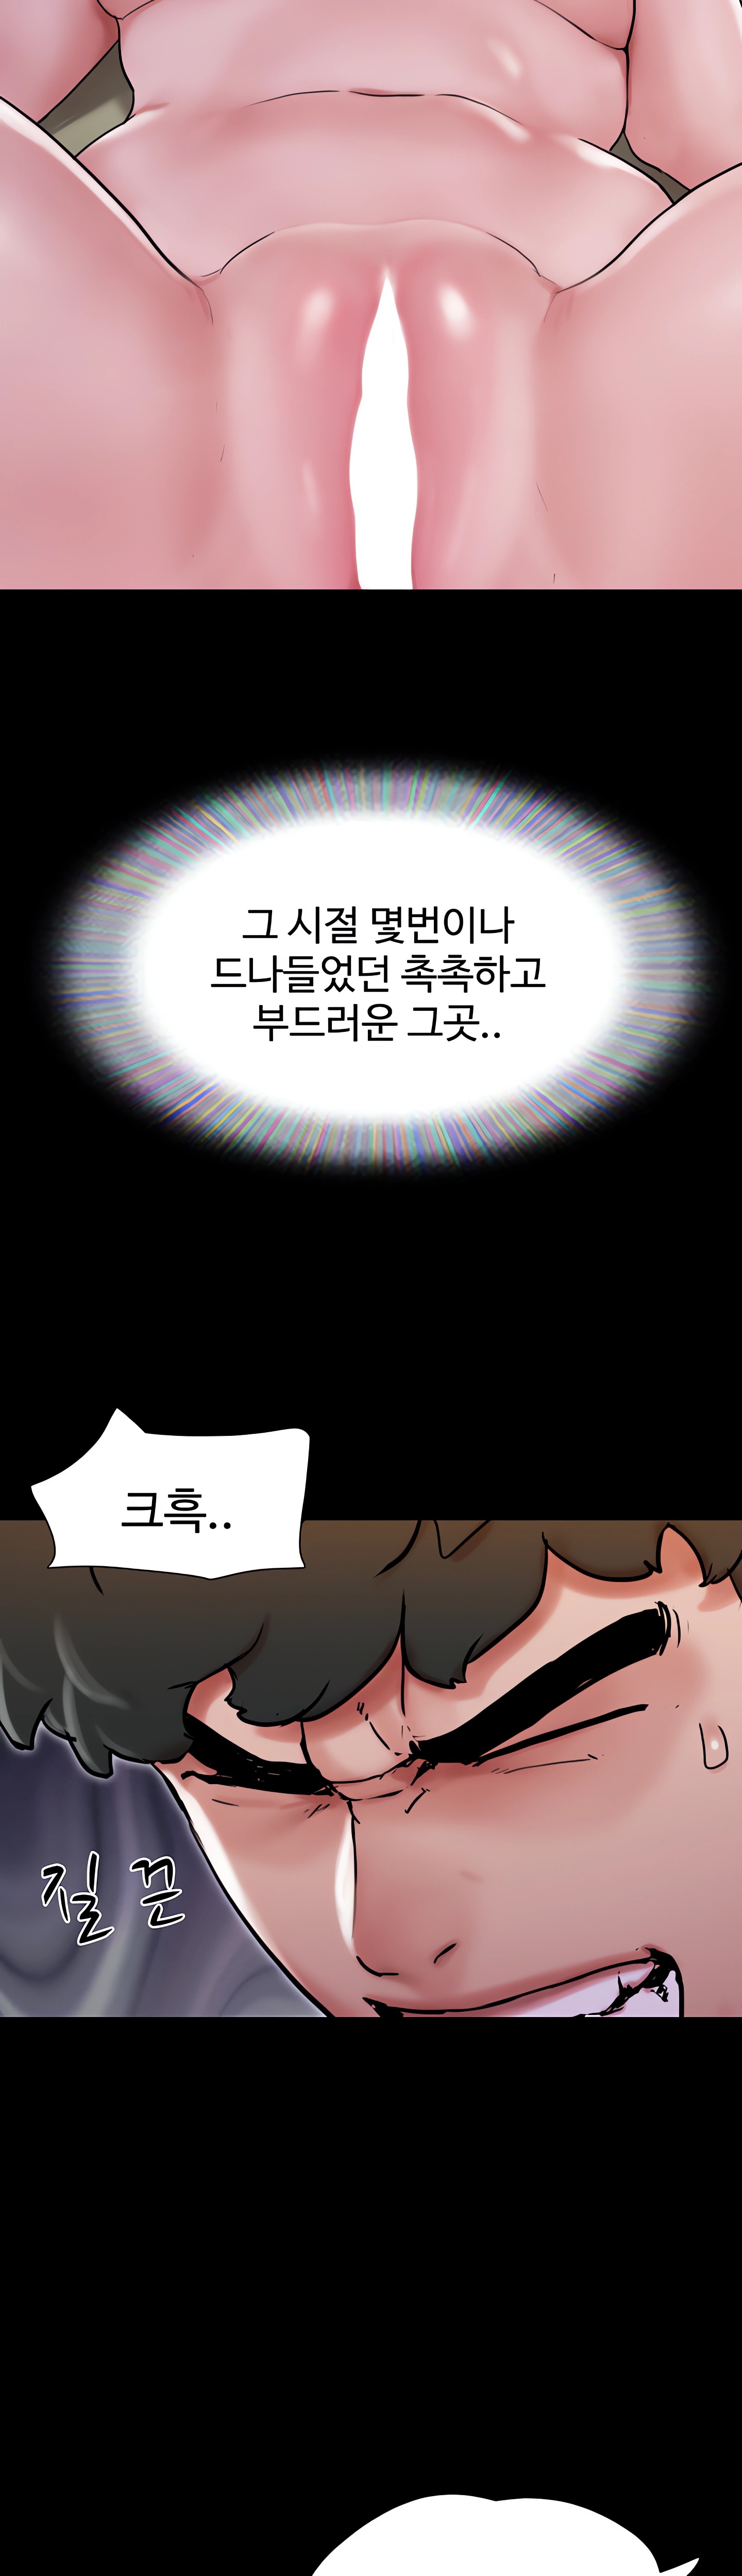 그 시절 몇번이나
드나들었던 촉촉하고
부드러운 그곳..
크흑..
질끈